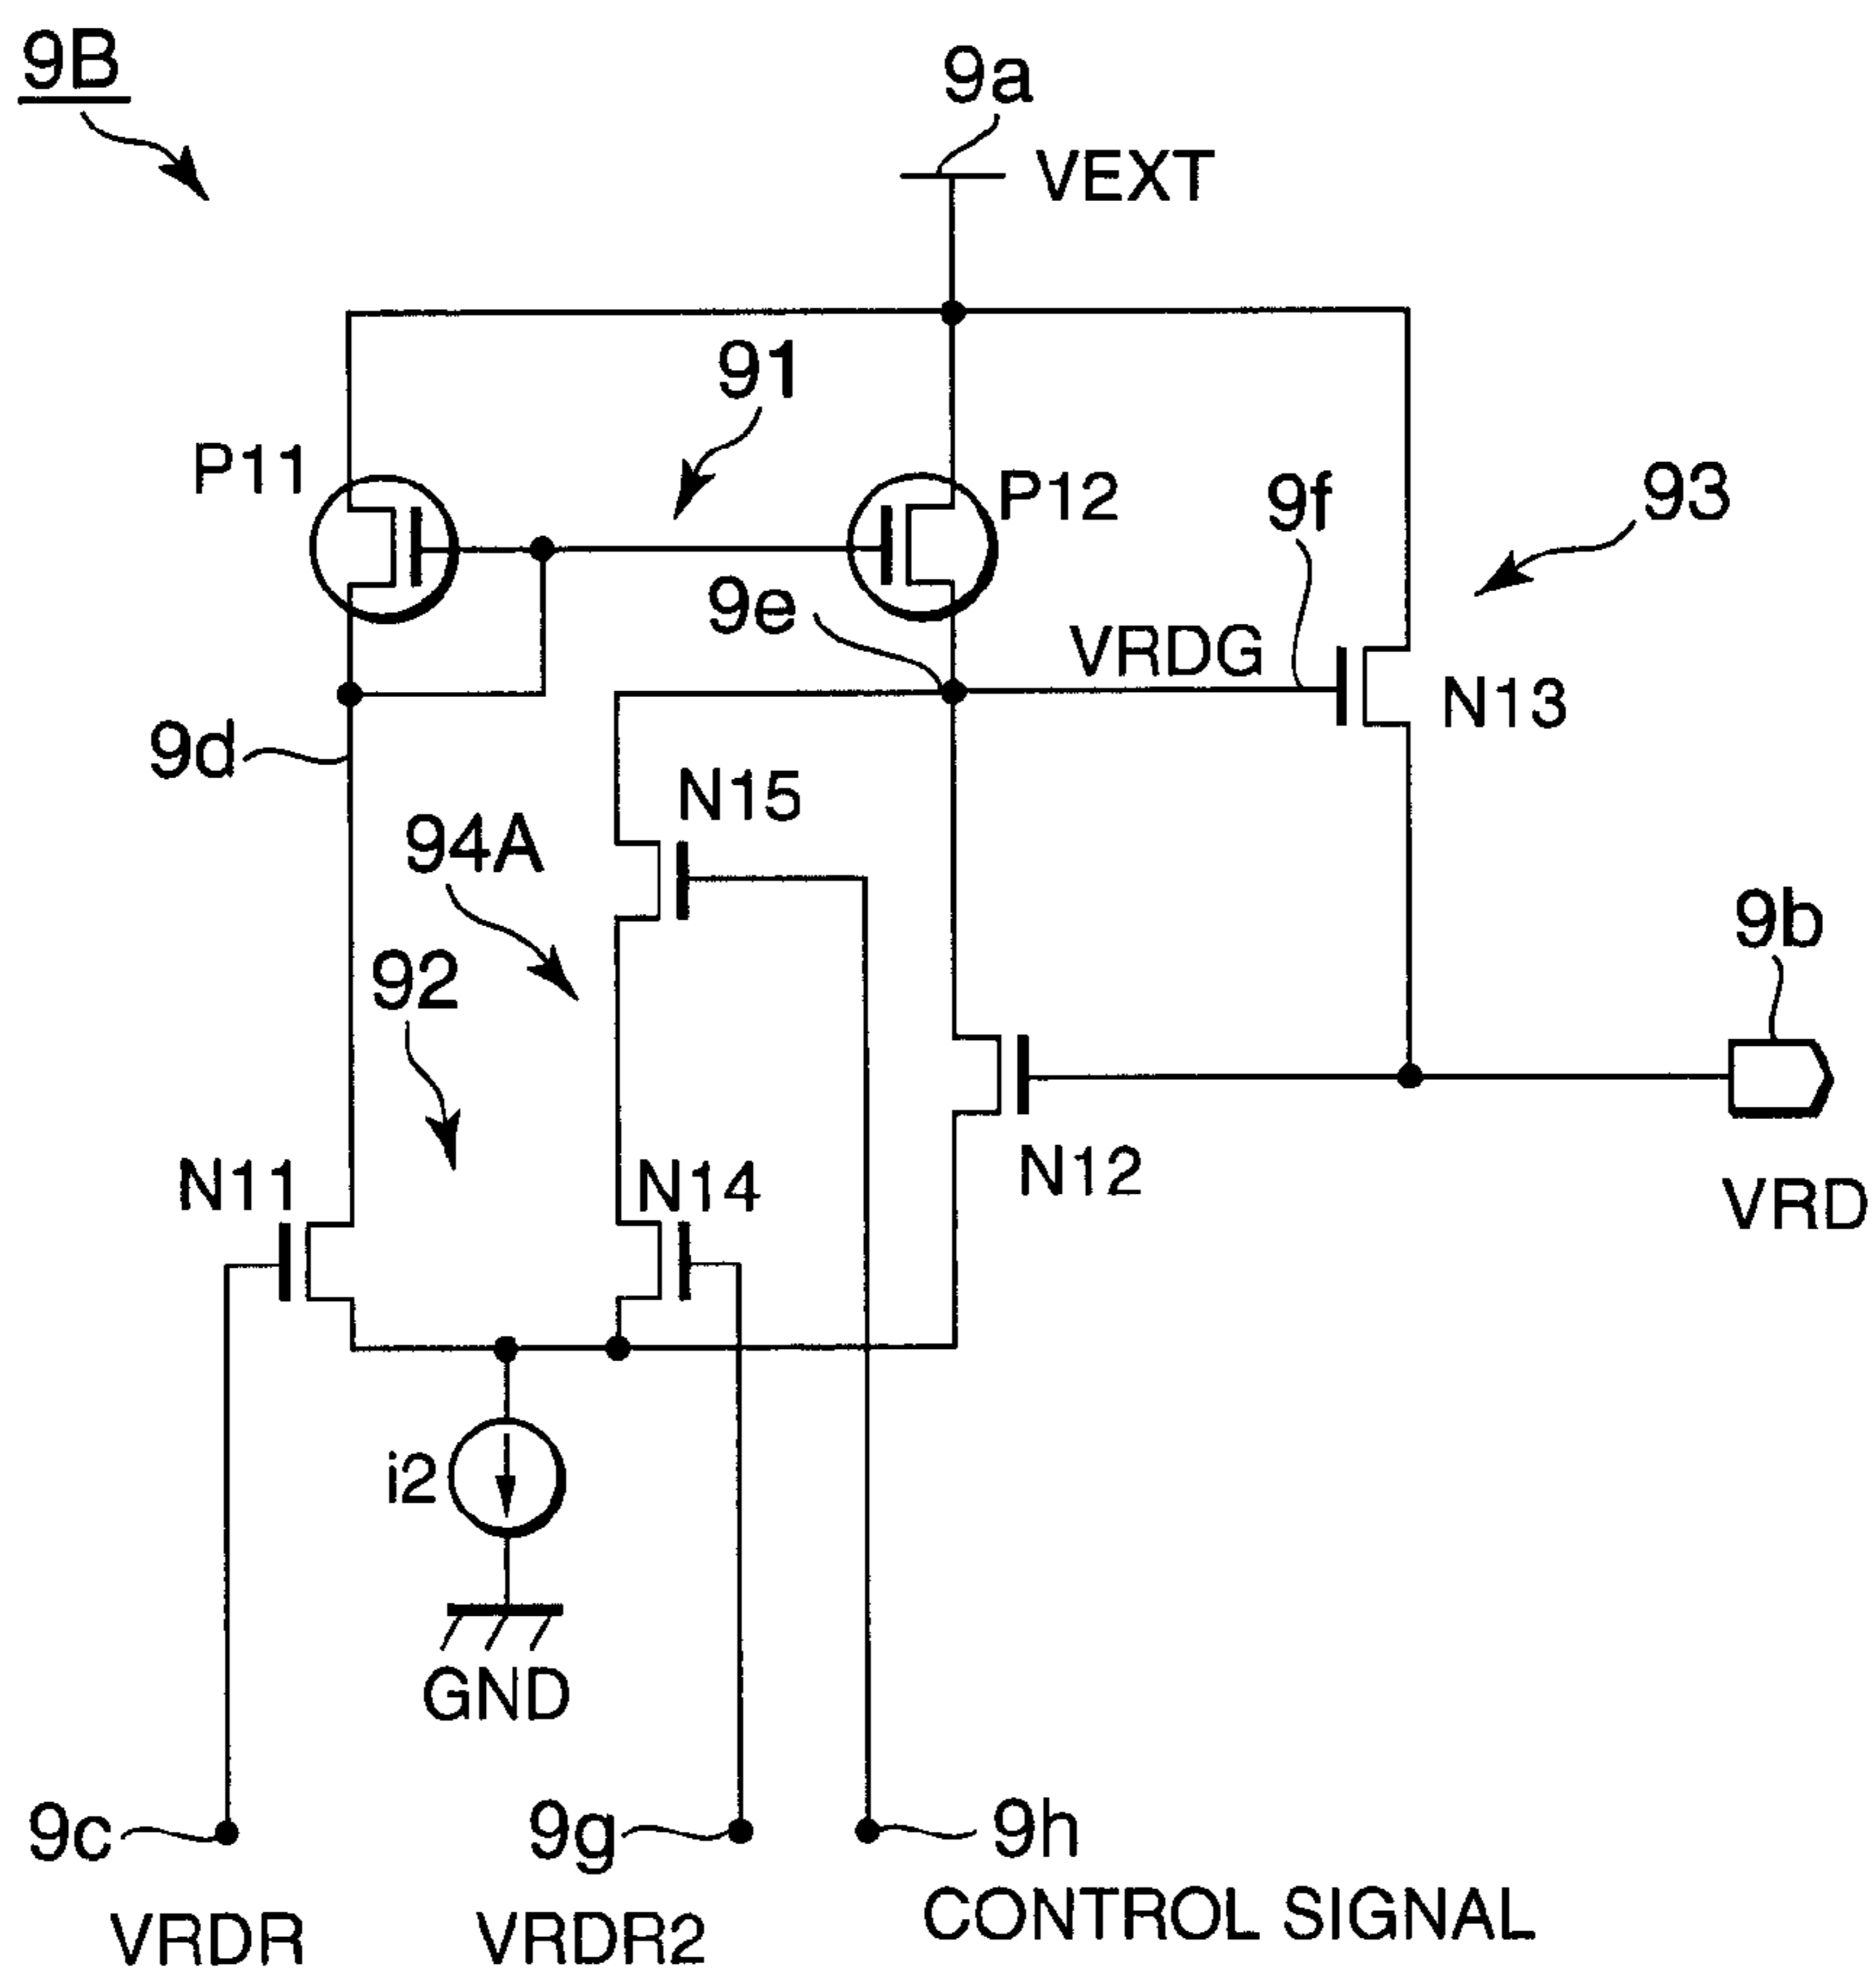 9B
9a
VEXT
91
P11
P12
9f
93
9e
VRDG
N13
9d
N15
94A
9b
92
N11
N14
N12
VRD
i2
GND
9c
9g
9h
VRDR
VRDR2
CONTROL SIGNAL